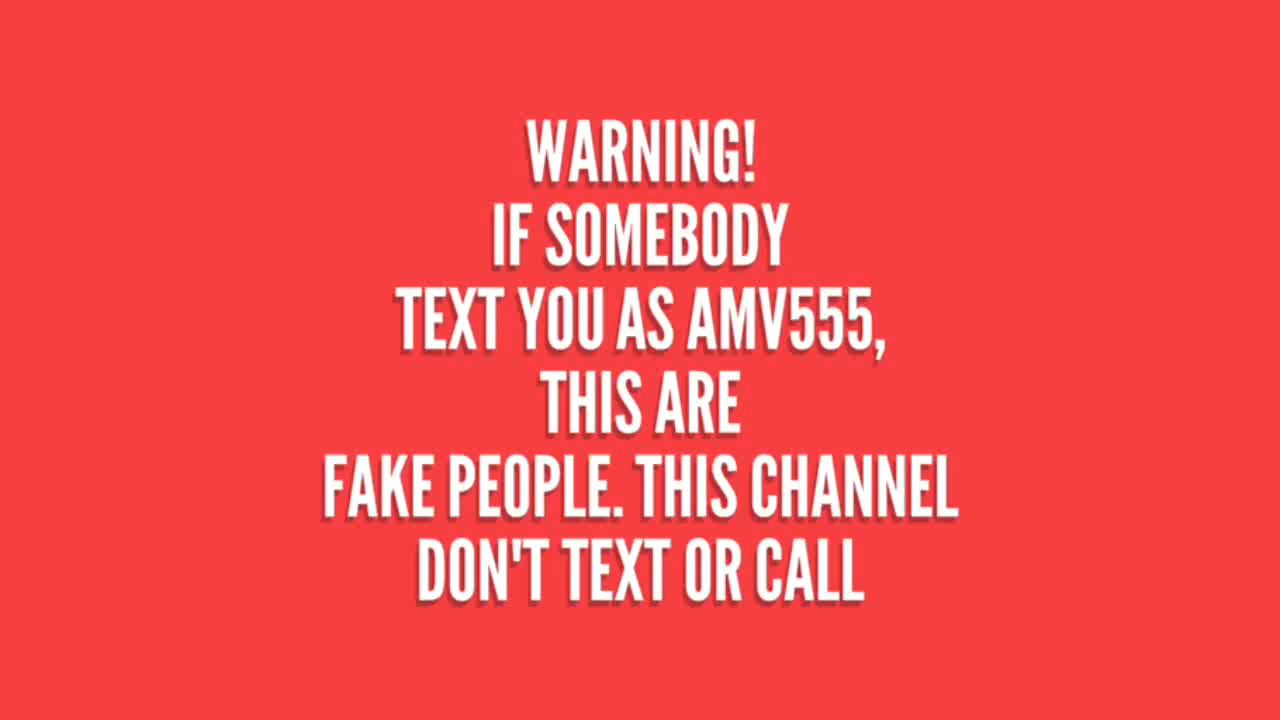 WARNING!
IF SOMEBODY
TEXT YOU AS AMV555,
THIS ARE
FAKE PEOPLE. THIS CHANNEL
DON'T TEXT OR CALL